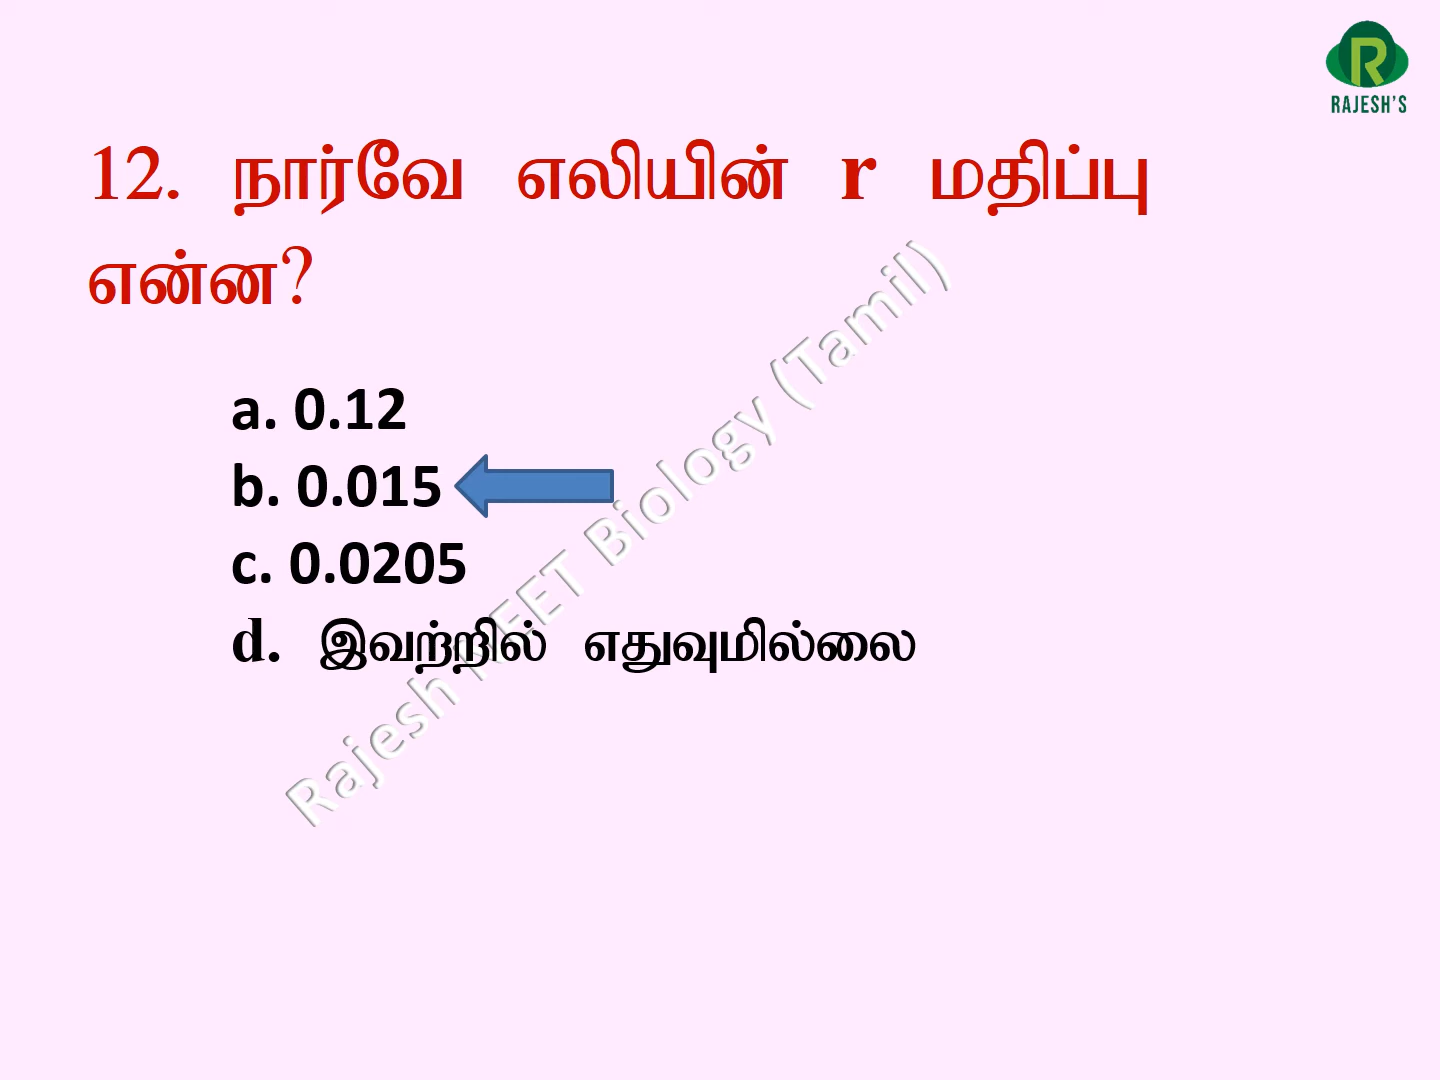 RAJESH'S
12. நார்வே எலியின் r மதிப்பு
என்ன?
a. 0.12
b. 0.015
c. 0.0205
d. இவற்றில் எதுவுமில்லை
Rajesh NEET Biology (Tamil)